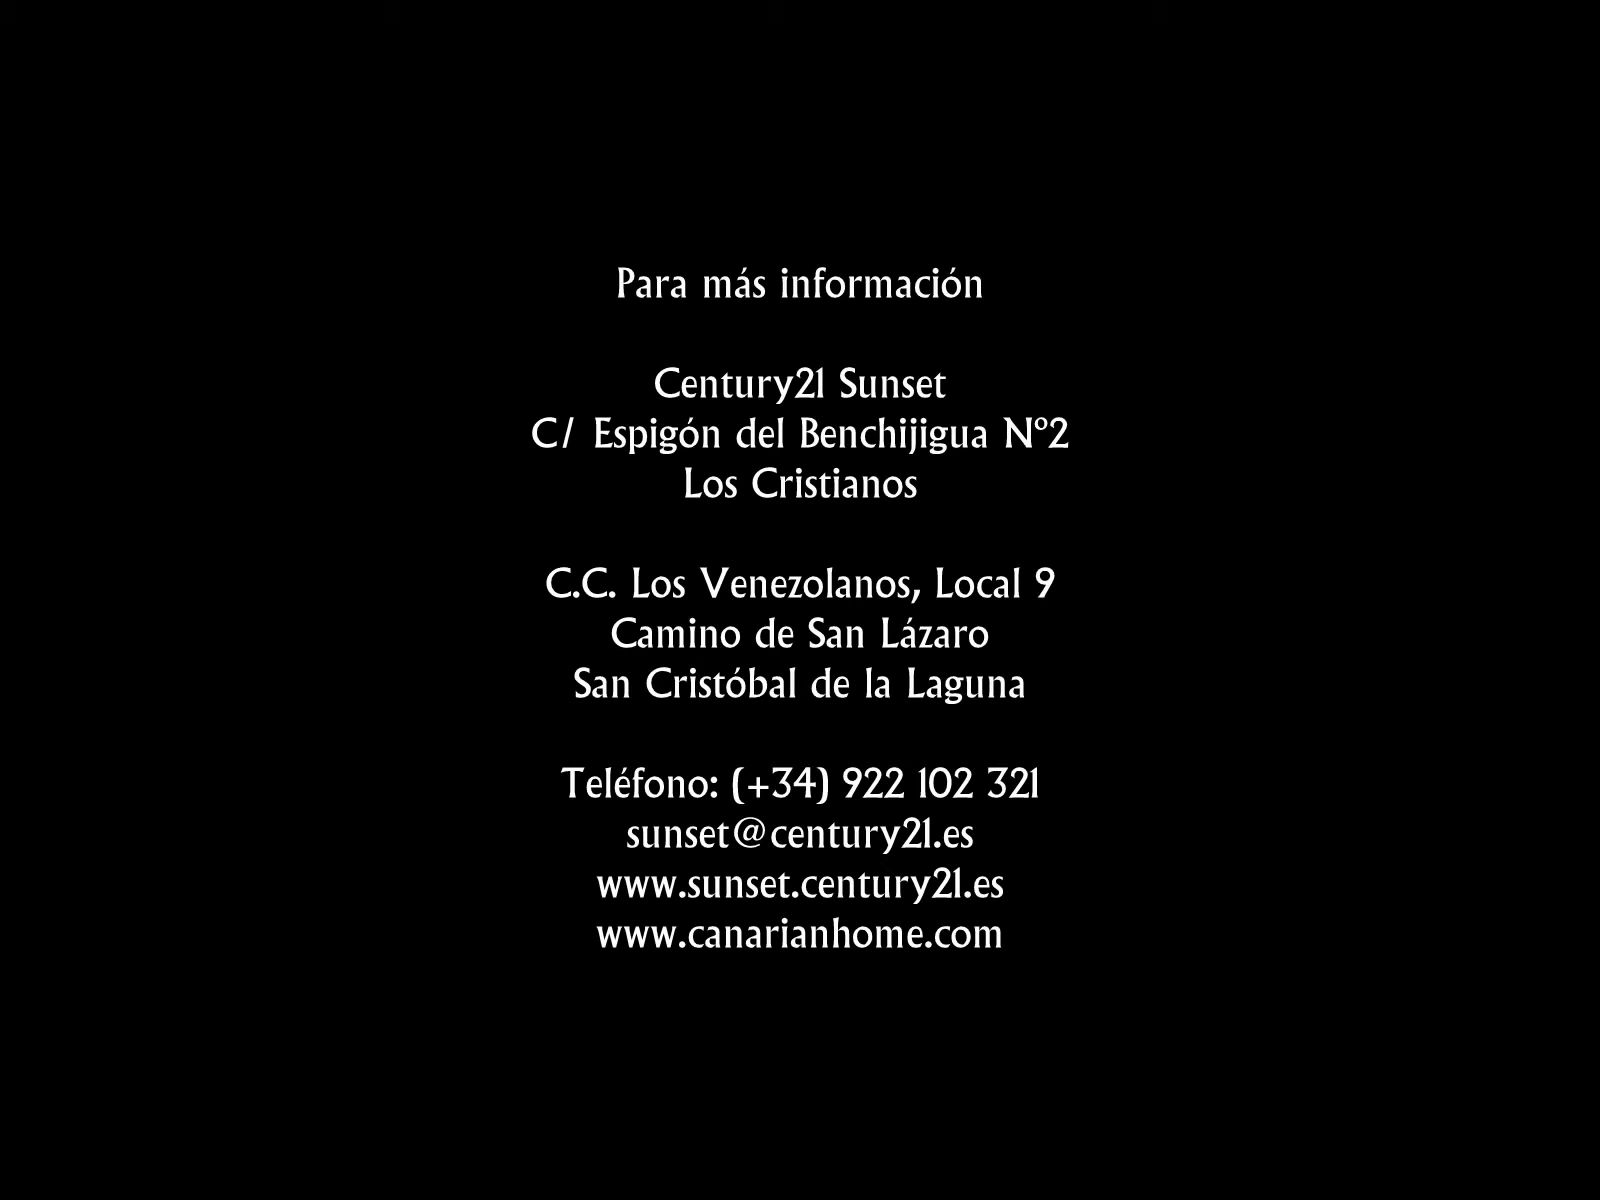 Para más información
Century21 Sunset
C/ Espigón del Benchijigua Nº2
Los Cristianos
C.C. Los Venezolanos, Local 9
Camino de San Lázaro
San Cristóbal de la Laguna
Teléfono: (+34) 922 102 321
sunset@century21.es
www.sunset.century21.es
www.canarianhome.com